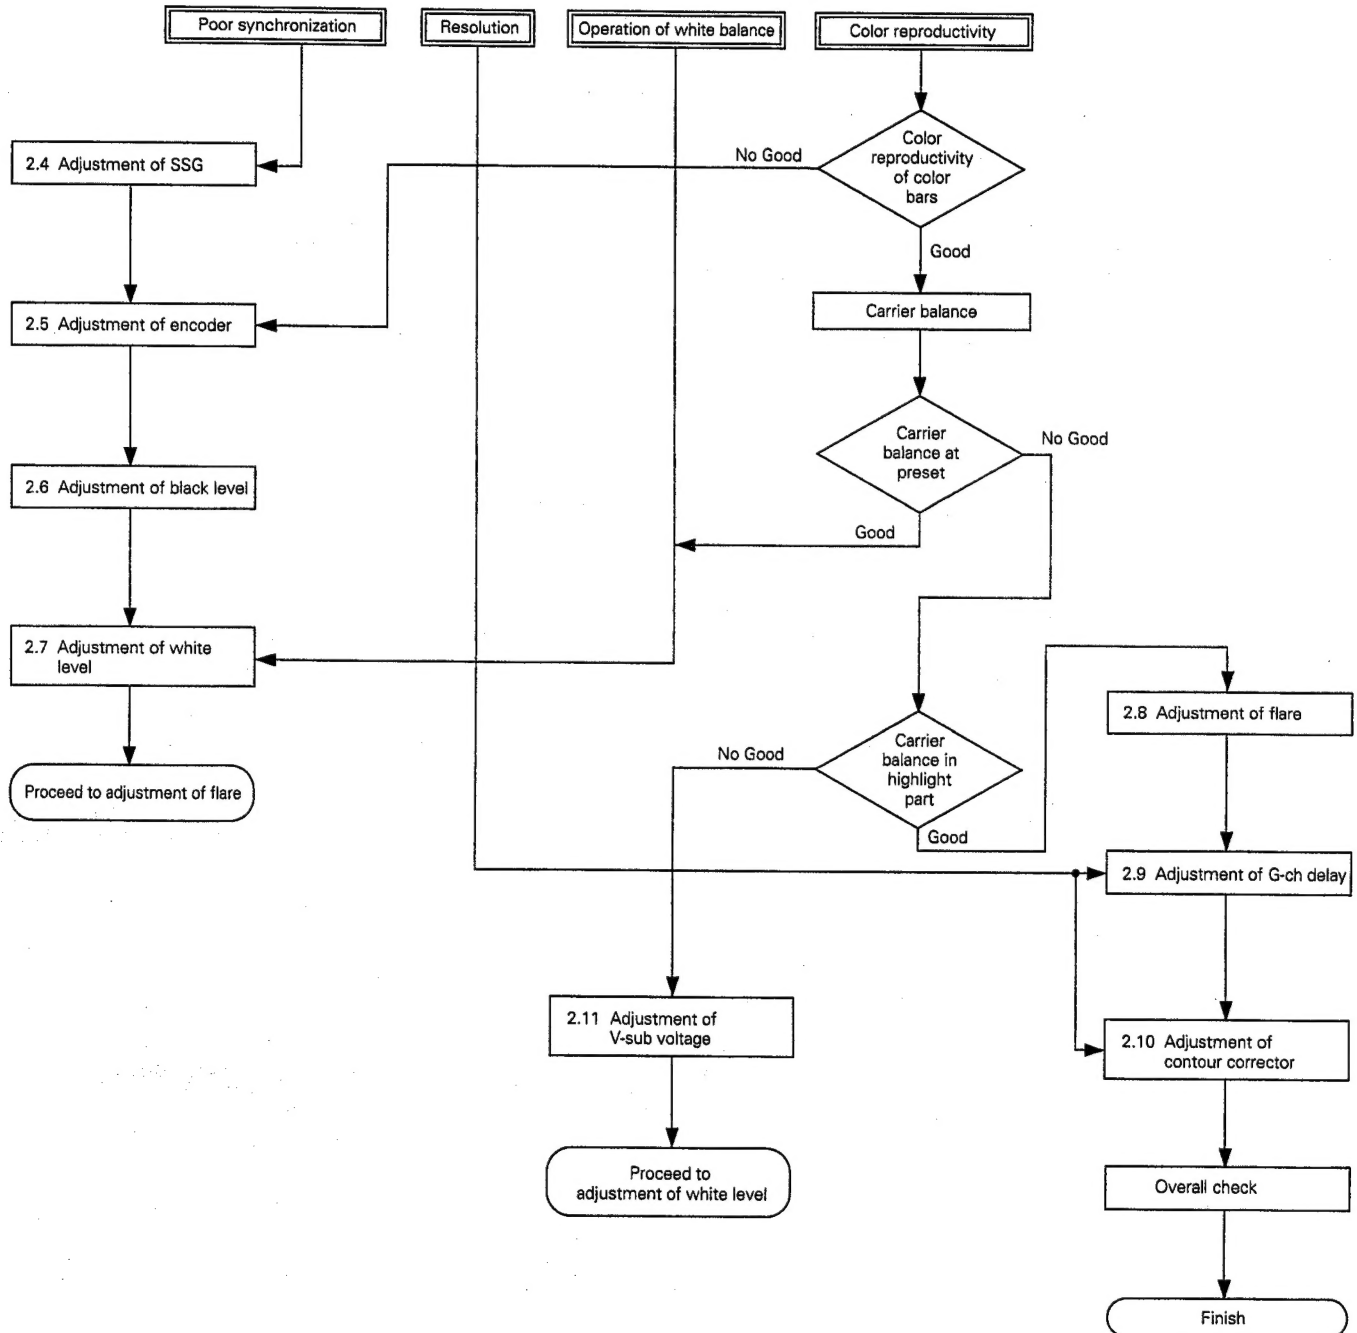 Poor synchronization
Resolution
Operation of white balance
Color reproductivity
Color
reproductivity
of color
bars
No Good
Good
2.4 Adjustment of SSG
2.5 Adjustment of encoder
Carrier balance
Carrier
balance at
preset
No Good
Good
2.6 Adjustment of black level
2.7 Adjustment of white
level
Proceed to adjustment of flare
Carrier
balance in
highlight
part
No Good
Good
2.8 Adjustment of flare
2.9 Adjustment of G-ch delay
2.11 Adjustment of
V-sub voltage
2.10 Adjustment of
contour corrector
Proceed to
adjustment of white level
Overall check
Finish